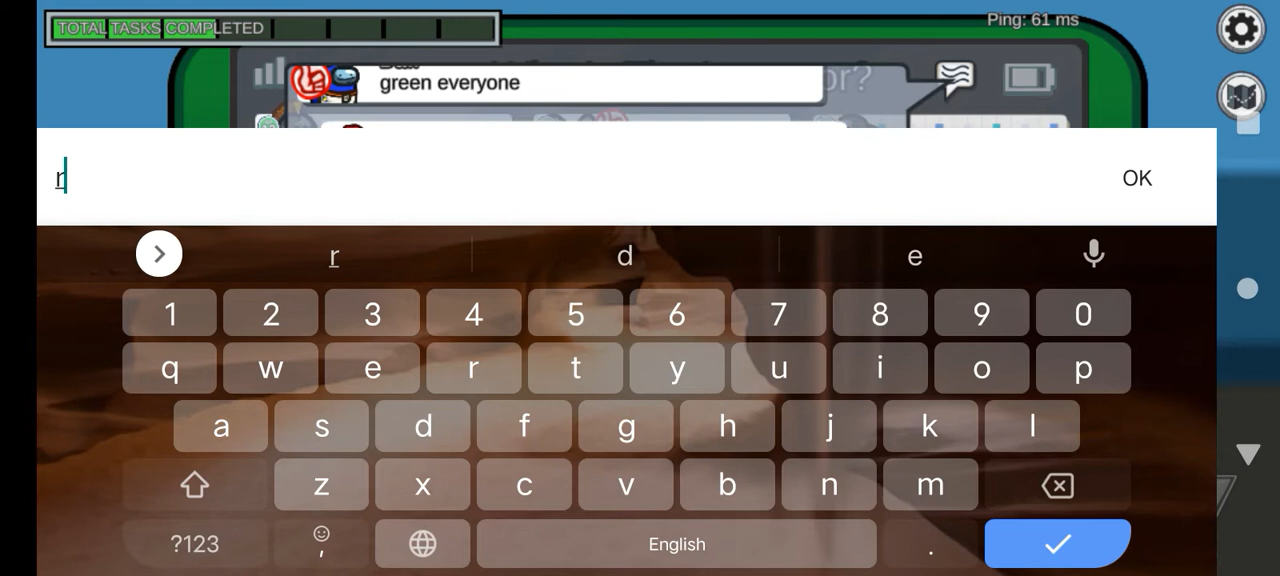 TOTAL TASKS COMPLETED
Ping: 61 ms
or?
green everyone
r
OK
r d e
1 2 3 4 5 6 7 8 9 0
q w e r t y u i o p
a s d f g h j k l
z x c v b n m
?123 , English .